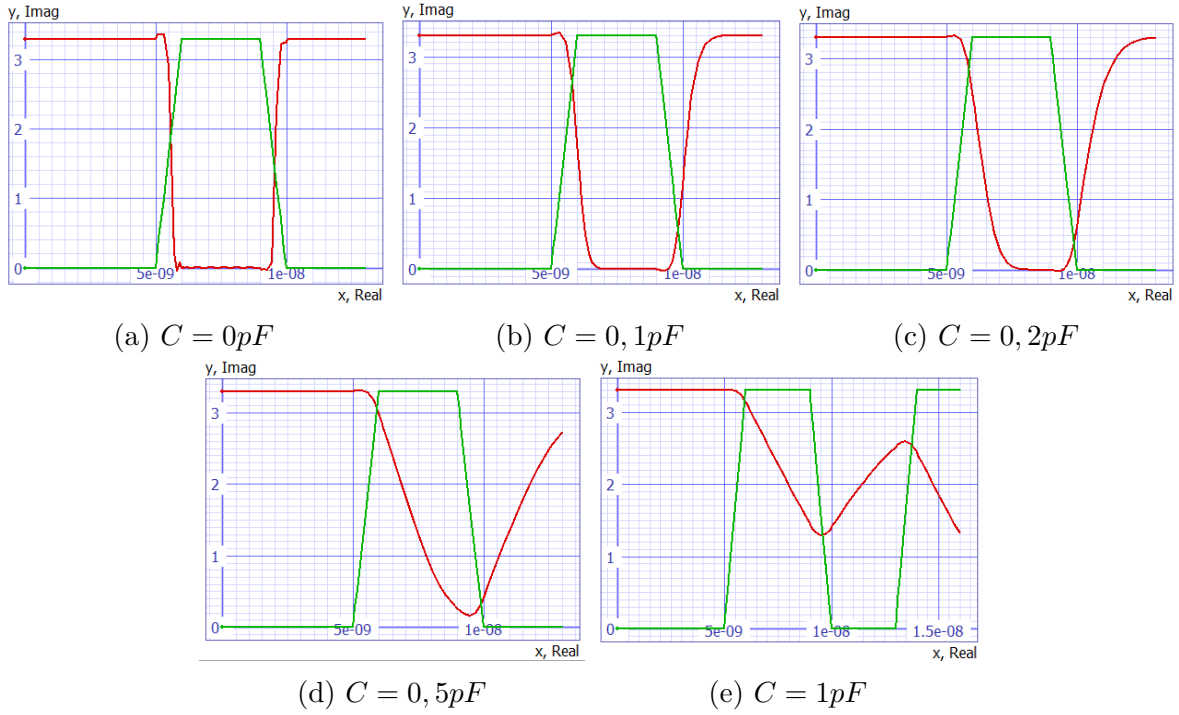 y, Imag
3
2
1
0
5e-09
1e-08
x, Real
(a) C = 0pF
y, Imag
3
2
1
0
5e-09
1e-08
x, Real
(b) C = 0, 1pF
y, Imag
3
2
1
0
5e-09
1e-08
x, Real
(c) C = 0, 2pF
y, Imag
3
2
1
0
5e-09
1e-08
x, Real
(d) C = 0, 5pF
y, Imag
3
2
1
0
5e-09
1e-08
1.5e-08
x, Real
(e) C = 1pF